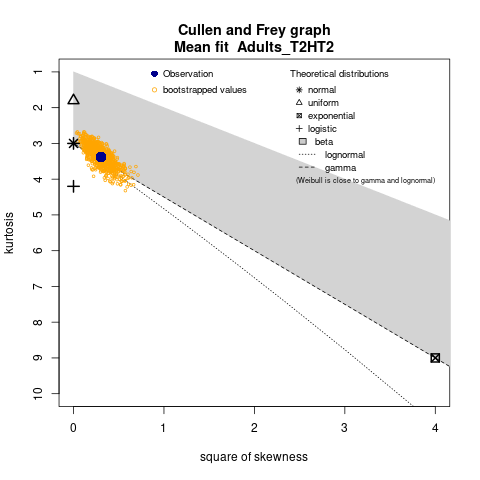 Cullen and Frey graph
Mean fit  Adults_T2HT2
Observation
bootstrapped values
Theoretical distributions
normal
uniform
exponential
logistic
beta
lognormal
gamma
(Weibull is close to gamma and lognormal)
kurtosis
1
2
3
4
5
6
7
8
9
10
0
1
2
3
4
square of skewness